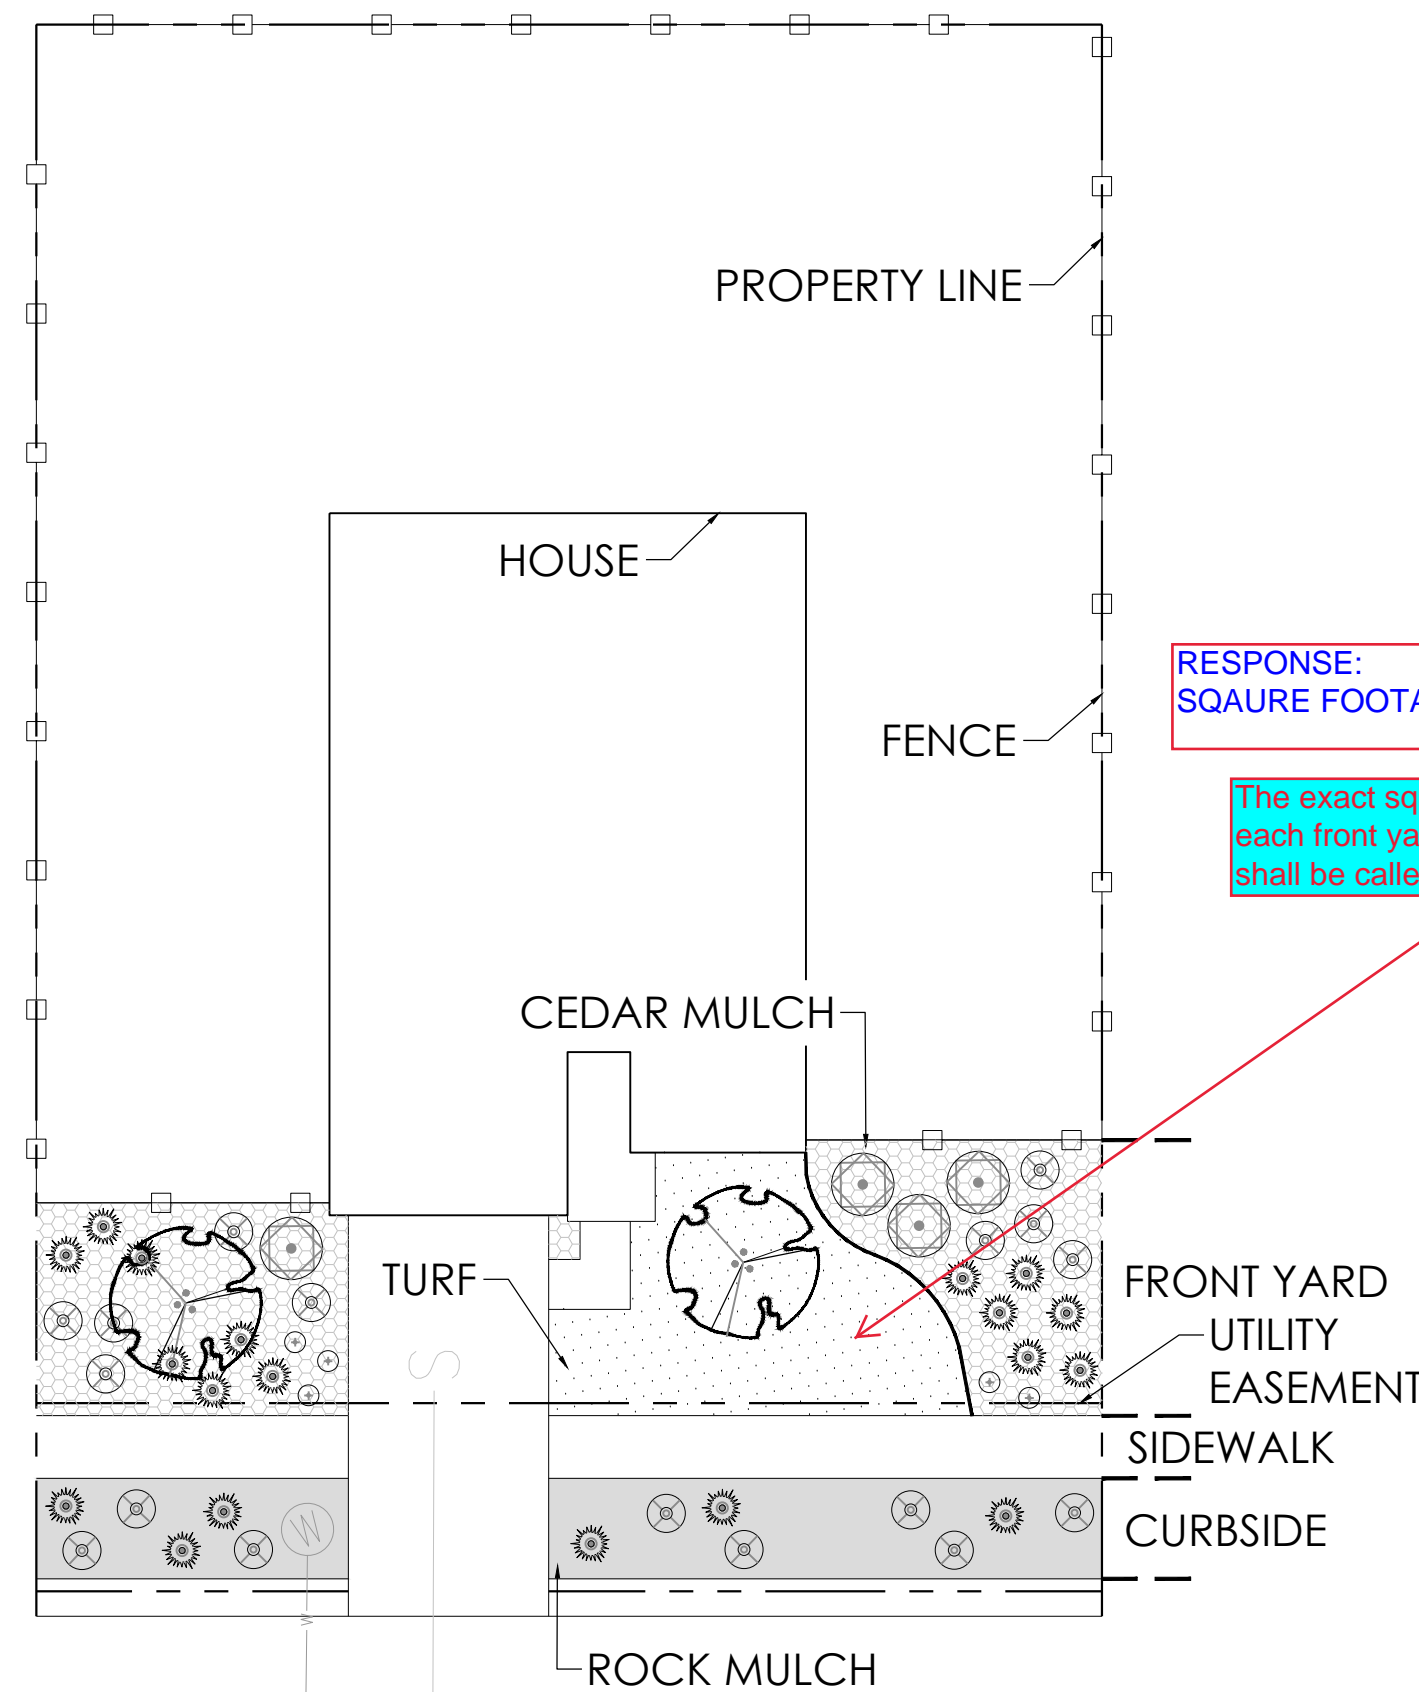 PROPERTY LINE
HOUSE
RESPONSE:
SQAURE FOOTA
FENCE
The exact sq
each front ya
shall be calle
CEDAR MULCH
TURF
FRONT YARD
UTILITY
EASEMENT
S
SIDEWALK
W
CURBSIDE
W
ROCK MULCH